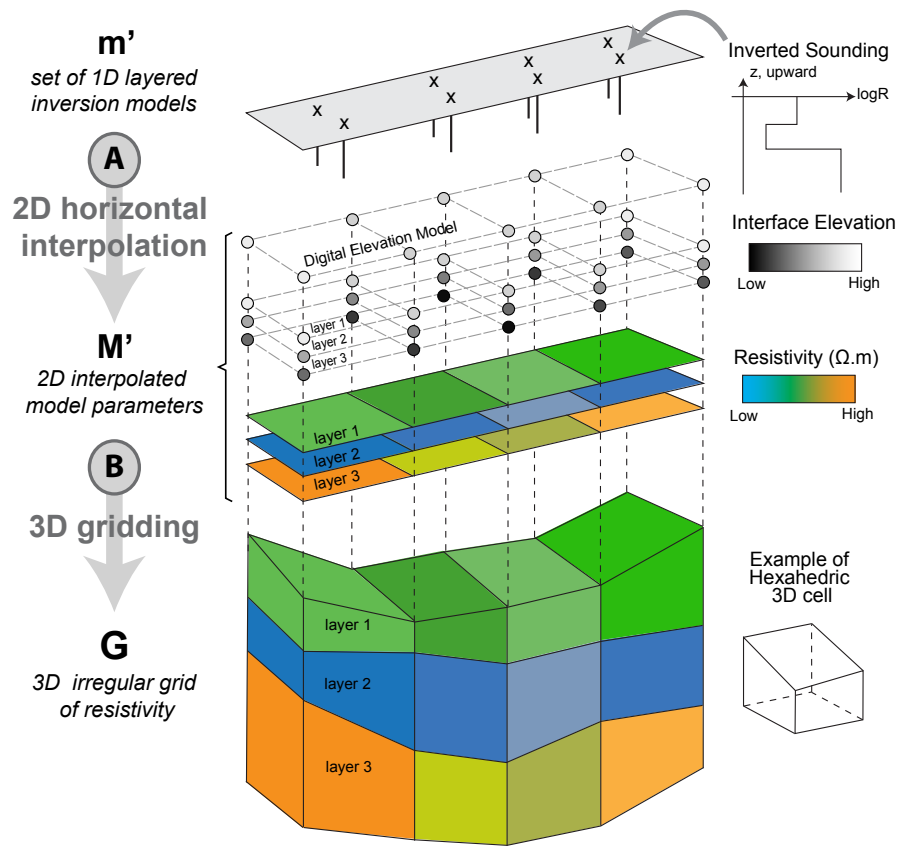 m'
set of 1D layered
inversion models
A
2D horizontal
interpolation
M'
2D interpolated
model parameters
B
3D gridding
G
3D irregular grid
of resistivity
x x x x x x x x
Inverted Sounding
z, upward
logR
Digital Elevation Model
layer 1
layer 2
layer 3
Interface Elevation
Low High
layer 1
layer 2
layer 3
Resistivity (Ω.m)
Low High
layer 1
layer 2
layer 3
Example of
Hexahedric
3D cell